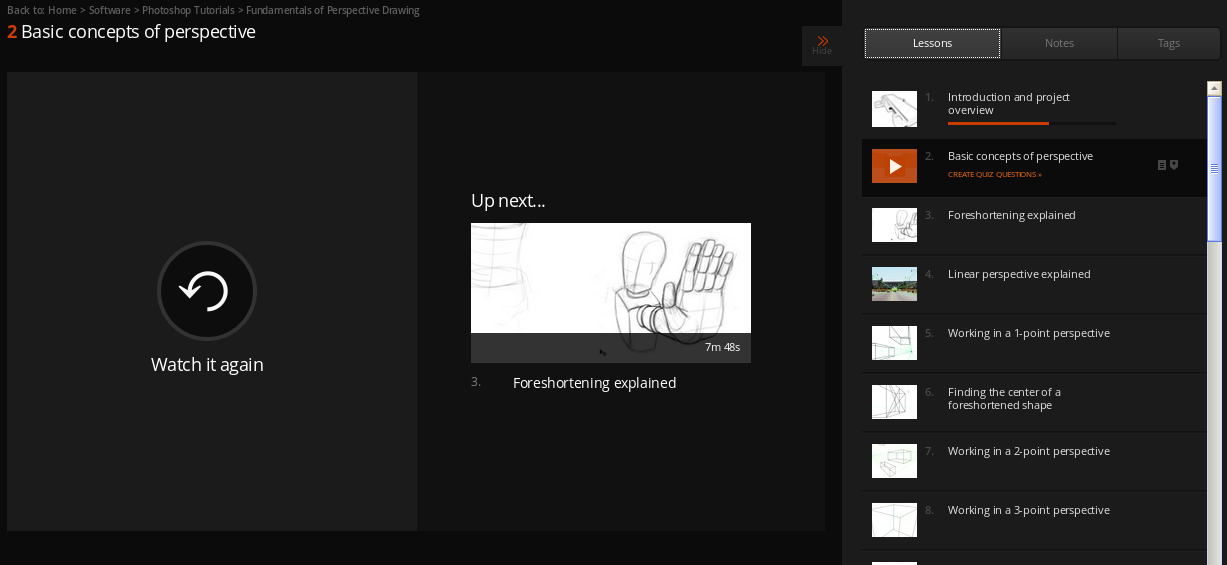 Back to: Home > Software > Photoshop Tutorials > Fundamentals of Perspective Drawing
2 Basic concepts of perspective
Hide
Watch it again
Up next...
7m 48s
3. Foreshortening explained
Lessons Notes Tags
1. Introduction and project
overview
2. Basic concepts of perspective
CREATE QUIZ QUESTIONS »
3. Foreshortening explained
4. Linear perspective explained
5. Working in a 1-point perspective
6. Finding the center of a
foreshortened shape
7. Working in a 2-point perspective
8. Working in a 3-point perspective